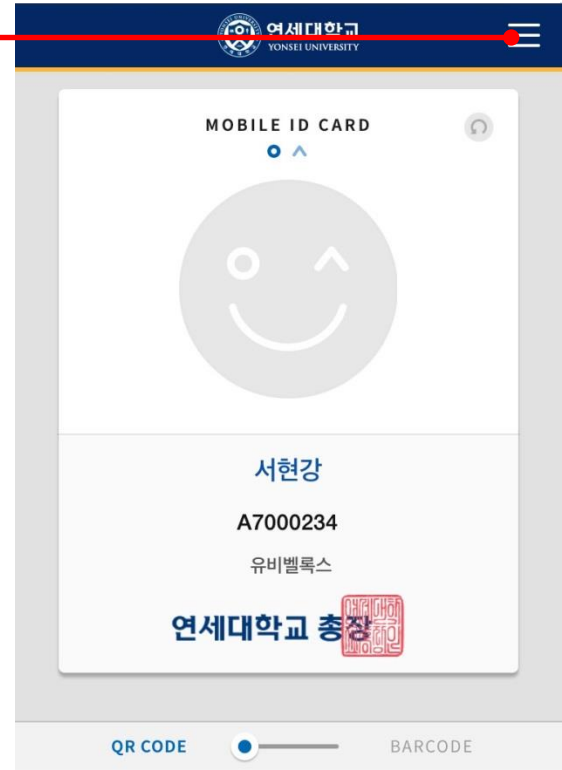 연세대학교
YONSEI UNIVERSITY
MOBILE ID CARD
서현강
A7000234
유비벨록스
연세대학교 총장
QR CODE
BARCODE